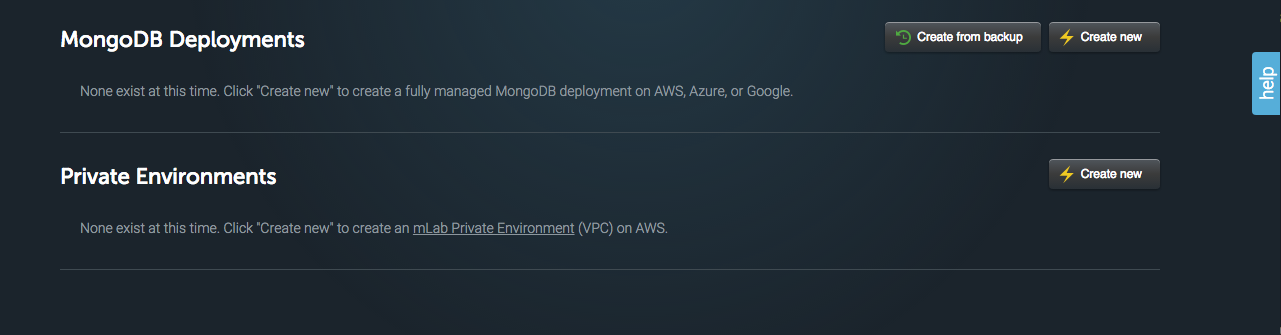 MongoDB Deployments
Create from backup
Create new
None exist at this time. Click "Create new" to create a fully managed MongoDB deployment on AWS, Azure, or Google.
help
Private Environments
Create new
None exist at this time. Click "Create new" to create an mLab Private Environment (VPC) on AWS.